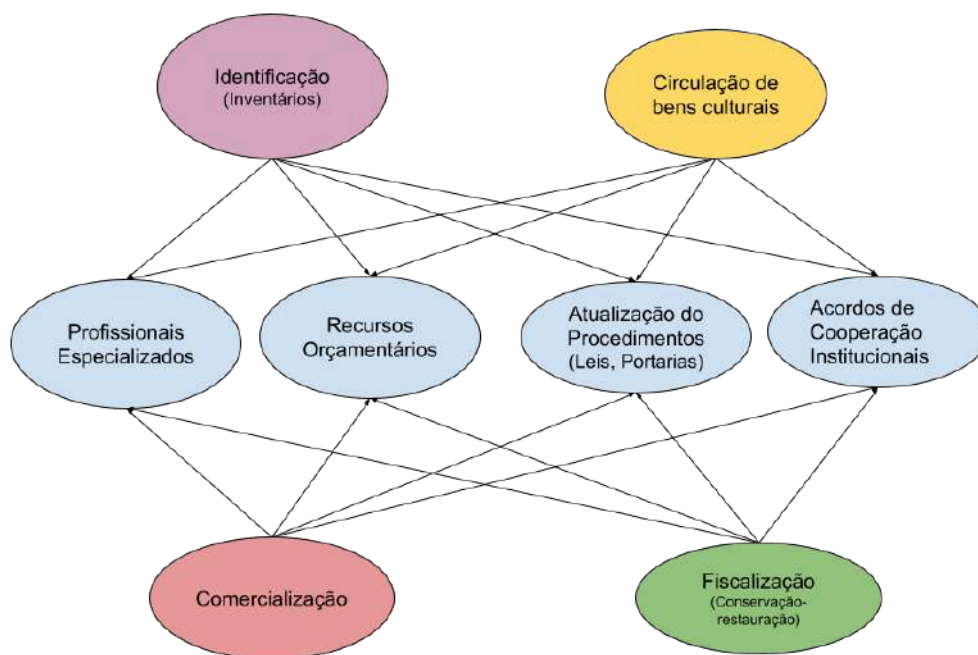 Identificação
(Inventários)
Circulação de
bens culturais
Profissionais
Especializados
Recursos
Orçamentários
Atualização do
Procedimentos
(Leis, Portarias)
Acordos de
Cooperação
Institucionais
Comercialização
Fiscalização
(Conservação-
restauração)